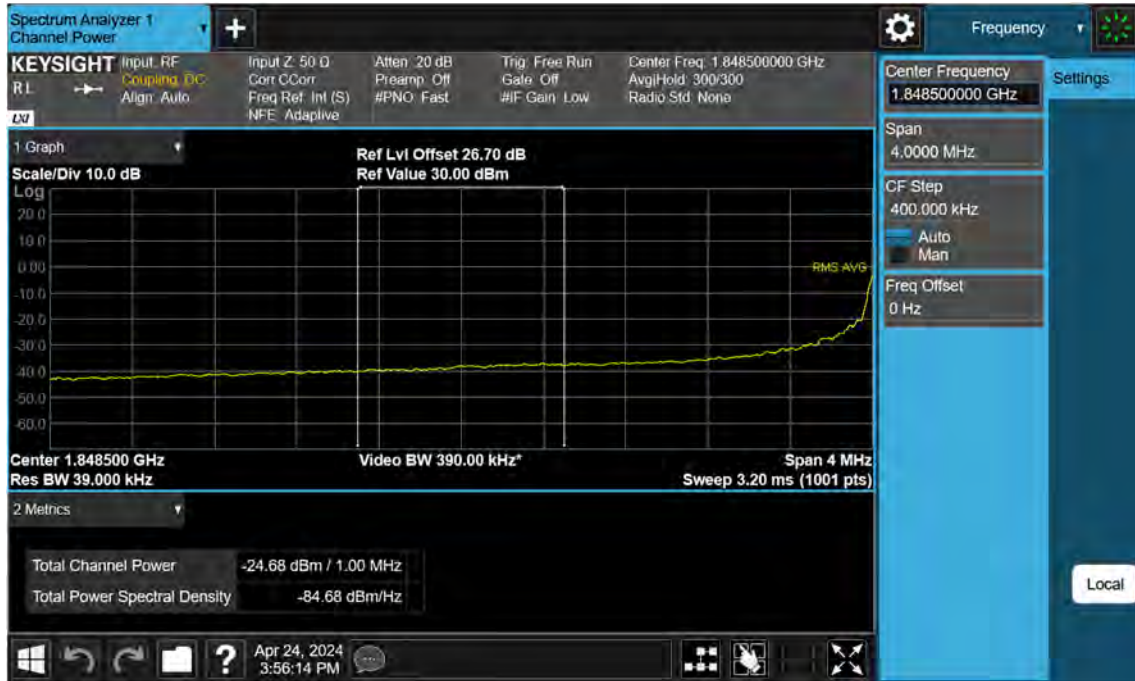 Spectrum Analyzer 1
Channel Power
+
Frequency
KEYSIGHT
RL
LXI
Input: RF
Coupling: DC
Align: Auto
Input Z: 50 Ω
Corr CCorr
Freq Ref: Int (S)
NFE: Adaptive
Atten: 20 dB
Preamp: Off
#PNO: Fast
Trig: Free Run
Gate: Off
#IF Gain: Low
Center Freq: 1.848500000 GHz
Avg|Hold: 300/300
Radio Std: None
Center Frequency
1.848500000 GHz
Settings
Span
4.0000 MHz
CF Step
400.000 kHz
Auto
Man
Freq Offset
0 Hz
1 Graph
Scale/Div 10.0 dB
Ref Lvl Offset 26.70 dB
Ref Value 30.00 dBm
Log
20.0
10.0
0.00
-10.0
-20.0
-30.0
-40.0
-50.0
-60.0
RMS AVG
Center 1.848500 GHz
Res BW 39.000 kHz
Video BW 390.00 kHz*
Span 4 MHz
Sweep 3.20 ms (1001 pts)
2 Metrics
Total Channel Power -24.68 dBm / 1.00 MHz
Total Power Spectral Density -84.68 dBm/Hz
Local
?
Apr 24, 2024
3:56:14 PM